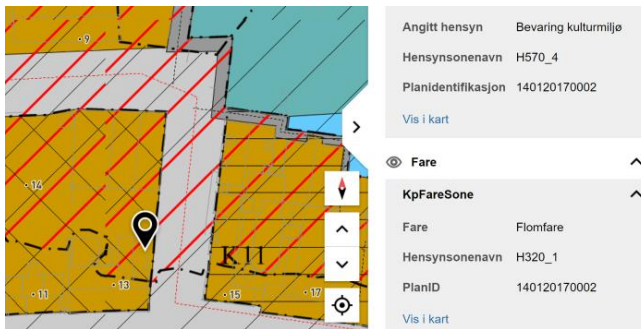 9
14
K11
11
13
15
17
Angitt hensyn Bevaring kulturmiljø
Hensynsonenavn H570_4
Planidentifikasjon 140120170002
Vis i kart
Fare
KpFareSone
Fare Flomfare
Hensynsonenavn H320_1
PlanID 140120170002
Vis i kart